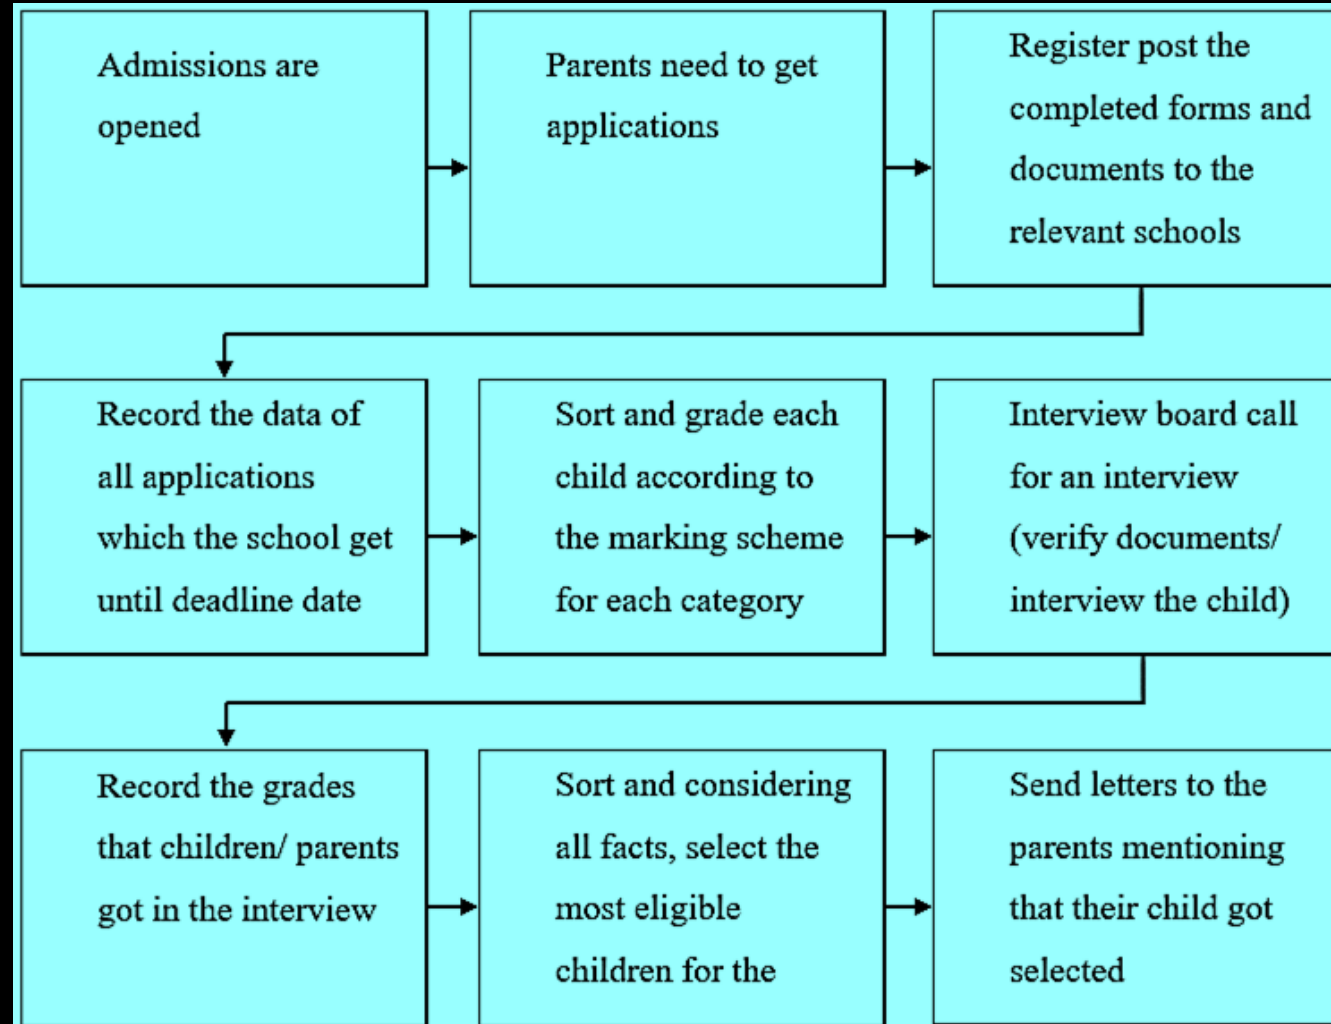 Admissions are
opened
Parents need to get
applications
Register post the
completed forms and
documents to the
relevant schools
Record the data of
all applications
which the school get
until deadline date
Sort and grade each
child according to
the marking scheme
for each category
Interview board call
for an interview
(verify documents/
interview the child)
Record the grades
that children/ parents
got in the interview
Sort and considering
all facts, select the
most eligible
children for the
Send letters to the
parents mentioning
that their child got
selected